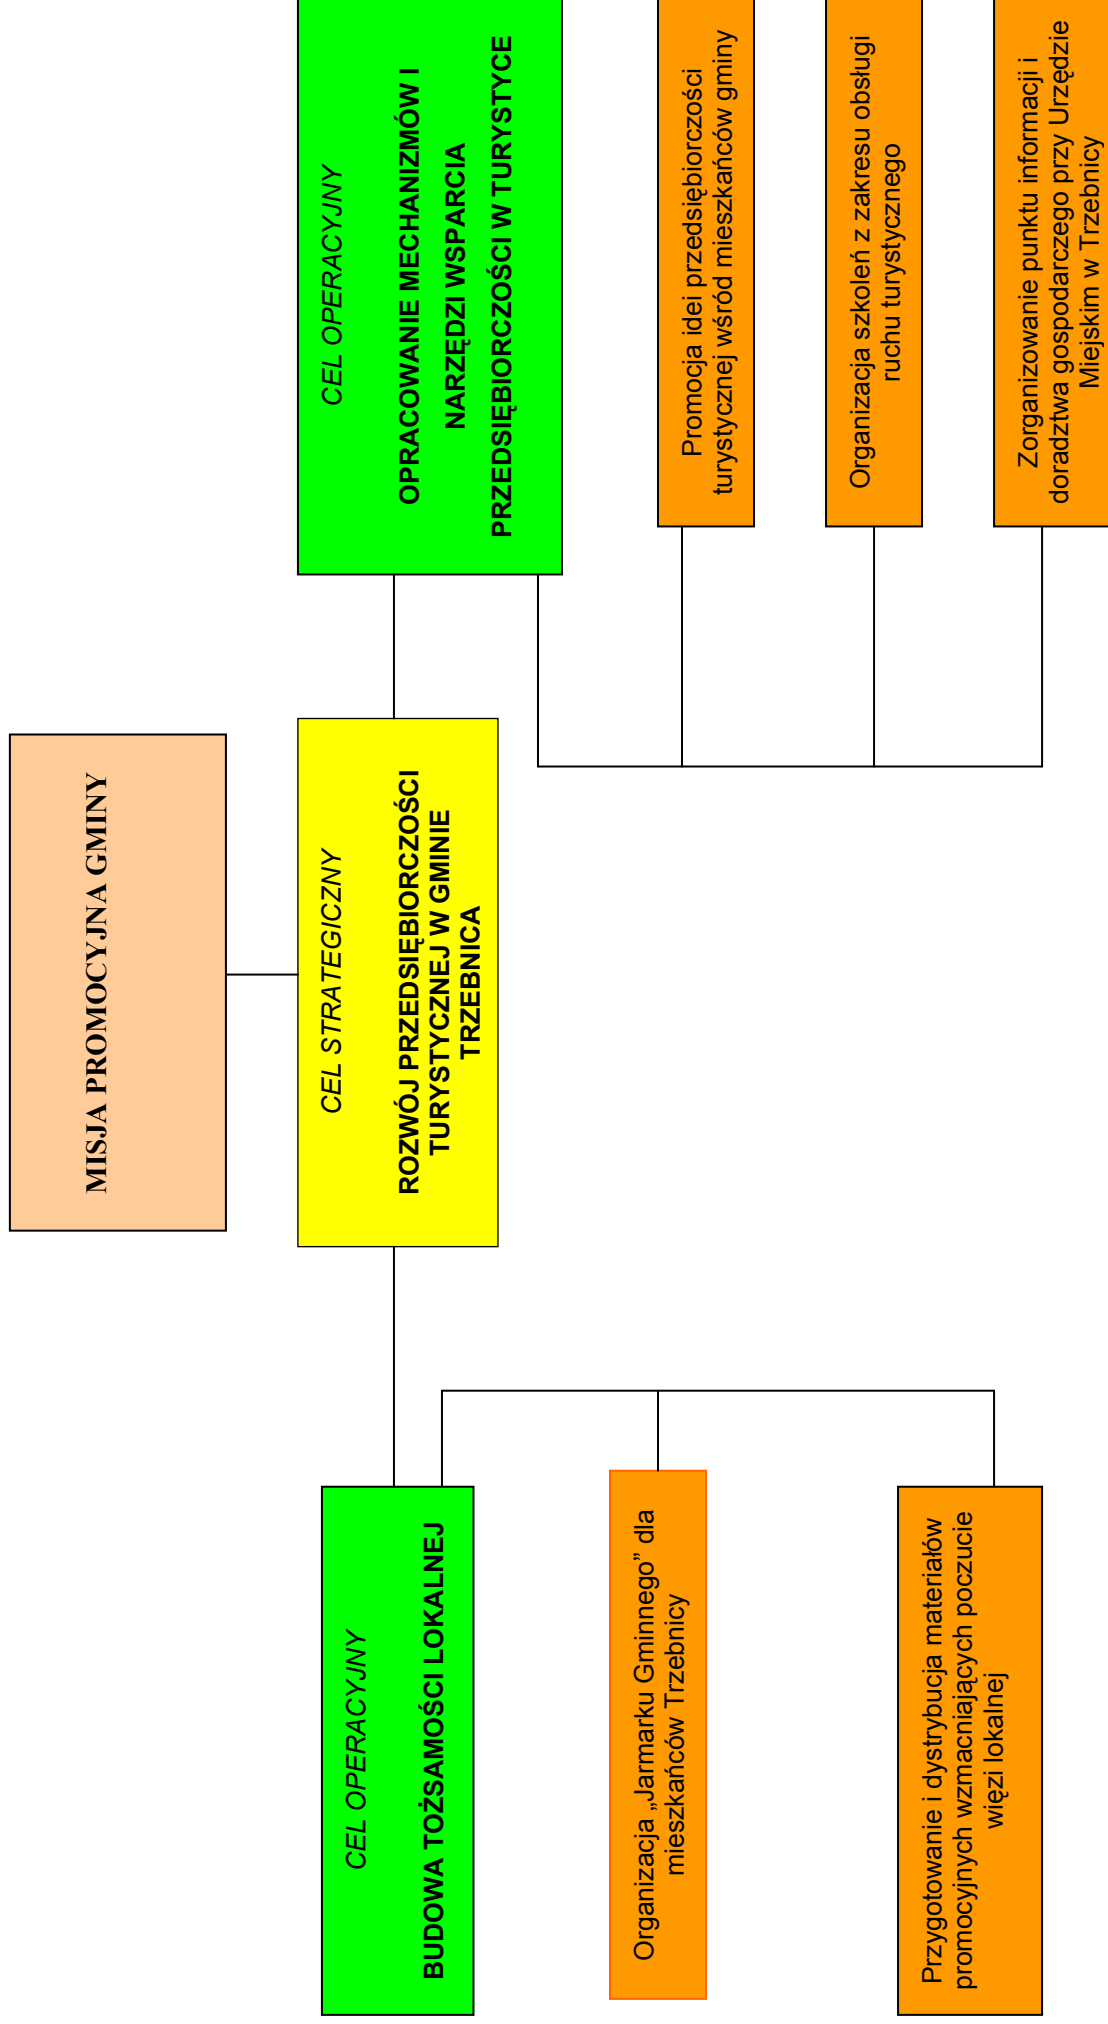 MISJA PROMOCYJNA GMINY
CEL STRATEGICZNY
ROZWÓJ PRZEDSIĘBIORCZOŚCI
TURYSTYCZNEJ W GMINIE
TRZEBNICA
CEL OPERACYJNY
BUDOWA TOŻSAMOŚCI LOKALNEJ
Organizacja „Jarmarku Gminnego” dla
mieszkańców Trzebnicy
Przygotowanie i dystrybucja materiałów
promocyjnych wzmacniających poczucie
więzi lokalnej
CEL OPERACYJNY
OPRACOWANIE MECHANIZMÓW I
NARZĘDZI WSPARCIA
PRZEDSIĘBIORCZOŚCI W TURYSTYCE
Promocja idei przedsiębiorczości
turystycznej wśród mieszkańców gminy
Organizacja szkoleń z zakresu obsługi
ruchu turystycznego
Zorganizowanie punktu informacji i
doradztwa gospodarczego przy Urzędzie
Miejskim w Trzebnicy